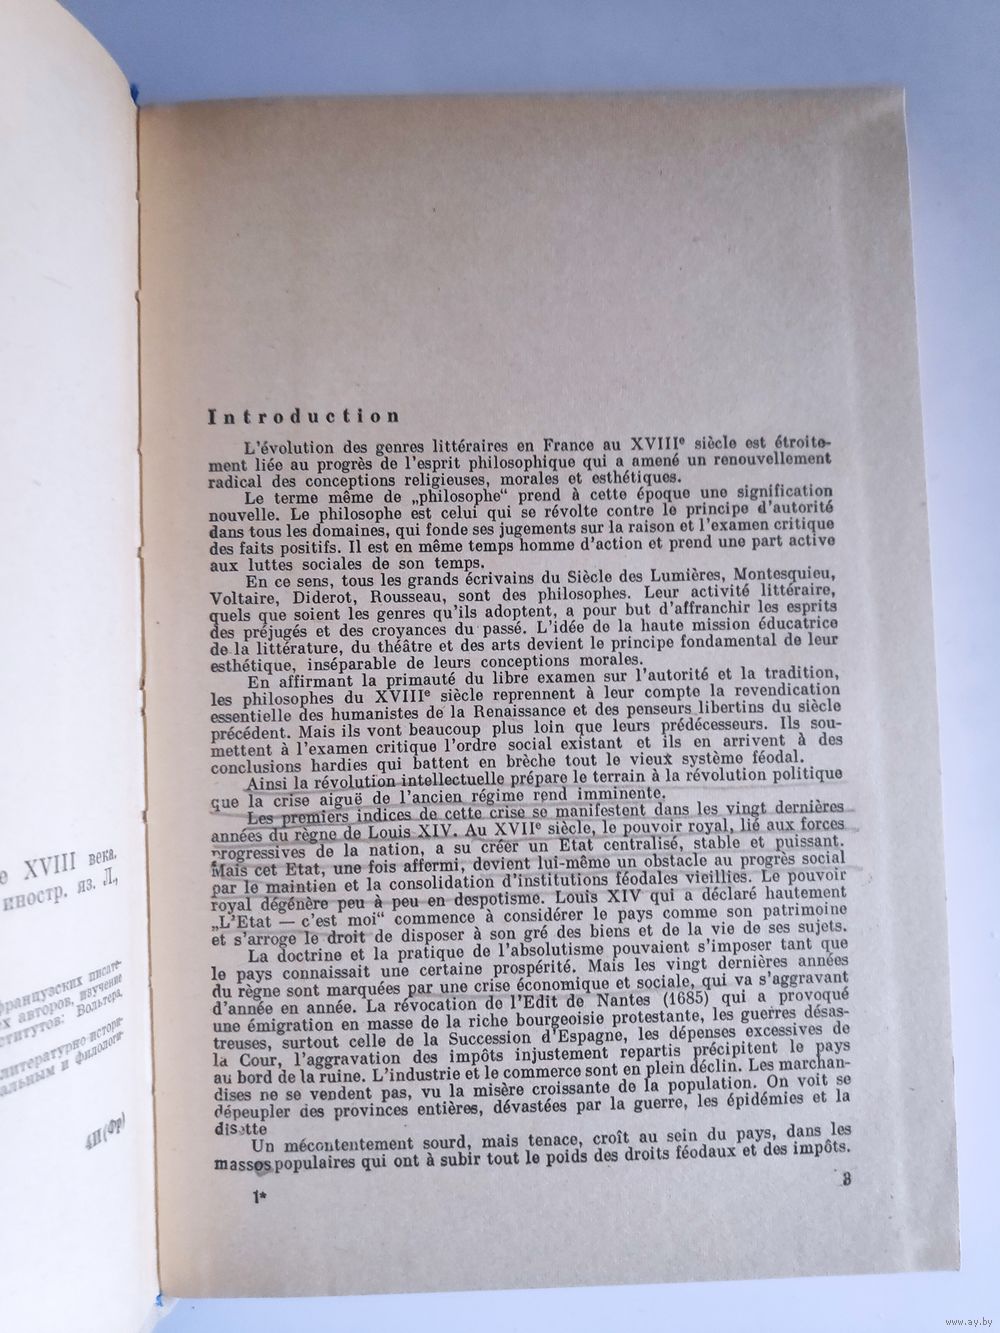 е XVIII века.
иностр. яз. Л.,
французских писате-
х авторов, изучение
ститутов: Вольтера,
литературно-истори-
альным и филологи-
4И(Фр)
Introduction
L'évolution des genres littéraires en France au XVIIIe siècle est étroite-
ment liée au progrès de l'esprit philosophique qui a amené un renouvellement
radical des conceptions religieuses, morales et esthétiques.
Le terme même de „philosophe“ prend à cette époque une signification
nouvelle. Le philosophe est celui qui se révolte contre le principe d'autorité
dans tous les domaines, qui fonde ses jugements sur la raison et l'examen critique
des faits positifs. Il est en même temps homme d'action et prend une part active
aux luttes sociales de son temps.
En ce sens, tous les grands écrivains du Siècle des Lumières, Montesquieu,
Voltaire, Diderot, Rousseau, sont des philosophes. Leur activité littéraire,
quels que soient les genres qu'ils adoptent, a pour but d'affranchir les esprits
des préjugés et des croyances du passé. L'idée de la haute mission éducatrice
de la littérature, du théâtre et des arts devient le principe fondamental de leur
esthétique, inséparable de leurs conceptions morales.
En affirmant la primauté du libre examen sur l'autorité et la tradition,
les philosophes du XVIIIe siècle reprennent à leur compte la revendication
essentielle des humanistes de la Renaissance et des penseurs libertins du siècle
précédent. Mais ils vont beaucoup plus loin que leurs prédécesseurs. Ils sou-
mettent à l'examen critique l'ordre social existant et ils en arrivent à des
conclusions hardies qui battent en brèche tout le vieux système féodal.
Ainsi la révolution intellectuelle prépare le terrain à la révolution politique
que la crise aiguë de l'ancien régime rend imminente.
Les premiers indices de cette crise se manifestent dans les vingt dernières
années du règne de Louis XIV. Au XVIIe siècle, le pouvoir royal, lié aux forces
progressives de la nation, a su créer un Etat centralisé, stable et puissant.
Mais cet Etat, une fois affermi, devient lui-même un obstacle au progrès social
par le maintien et la consolidation d'institutions féodales vieillies. Le pouvoir
royal dégénère peu à peu en despotisme. Louis XIV qui a déclaré hautement
„L'Etat — c'est moi“ commence à considérer le pays comme son patrimoine
et s'arroge le droit de disposer à son gré des biens et de la vie de ses sujets.
La doctrine et la pratique de l'absolutisme pouvaient s'imposer tant que
le pays connaissait une certaine prospérité. Mais les vingt dernières années
du règne sont marquées par une crise économique et sociale, qui va s'aggravant
d'année en année. La révocation de l'Edit de Nantes (1685) qui a provoqué
une émigration en masse de la riche bourgeoisie protestante, les guerres désas-
treuses, surtout celle de la Succession d'Espagne, les dépenses excessives de
la Cour, l'aggravation des impôts injustement repartis précipitent le pays
au bord de la ruine. L'industrie et le commerce sont en plein déclin. Les marchan-
dises ne se vendent pas, vu la misère croissante de la population. On voit se
dépeupler des provinces entières, dévastées par la guerre, les épidémies et la
disette
Un mécontentement sourd, mais tenace, croît au sein du pays, dans les
masses populaires qui ont à subir tout le poids des droits féodaux et des impôts.
1*
3
www.ay.by